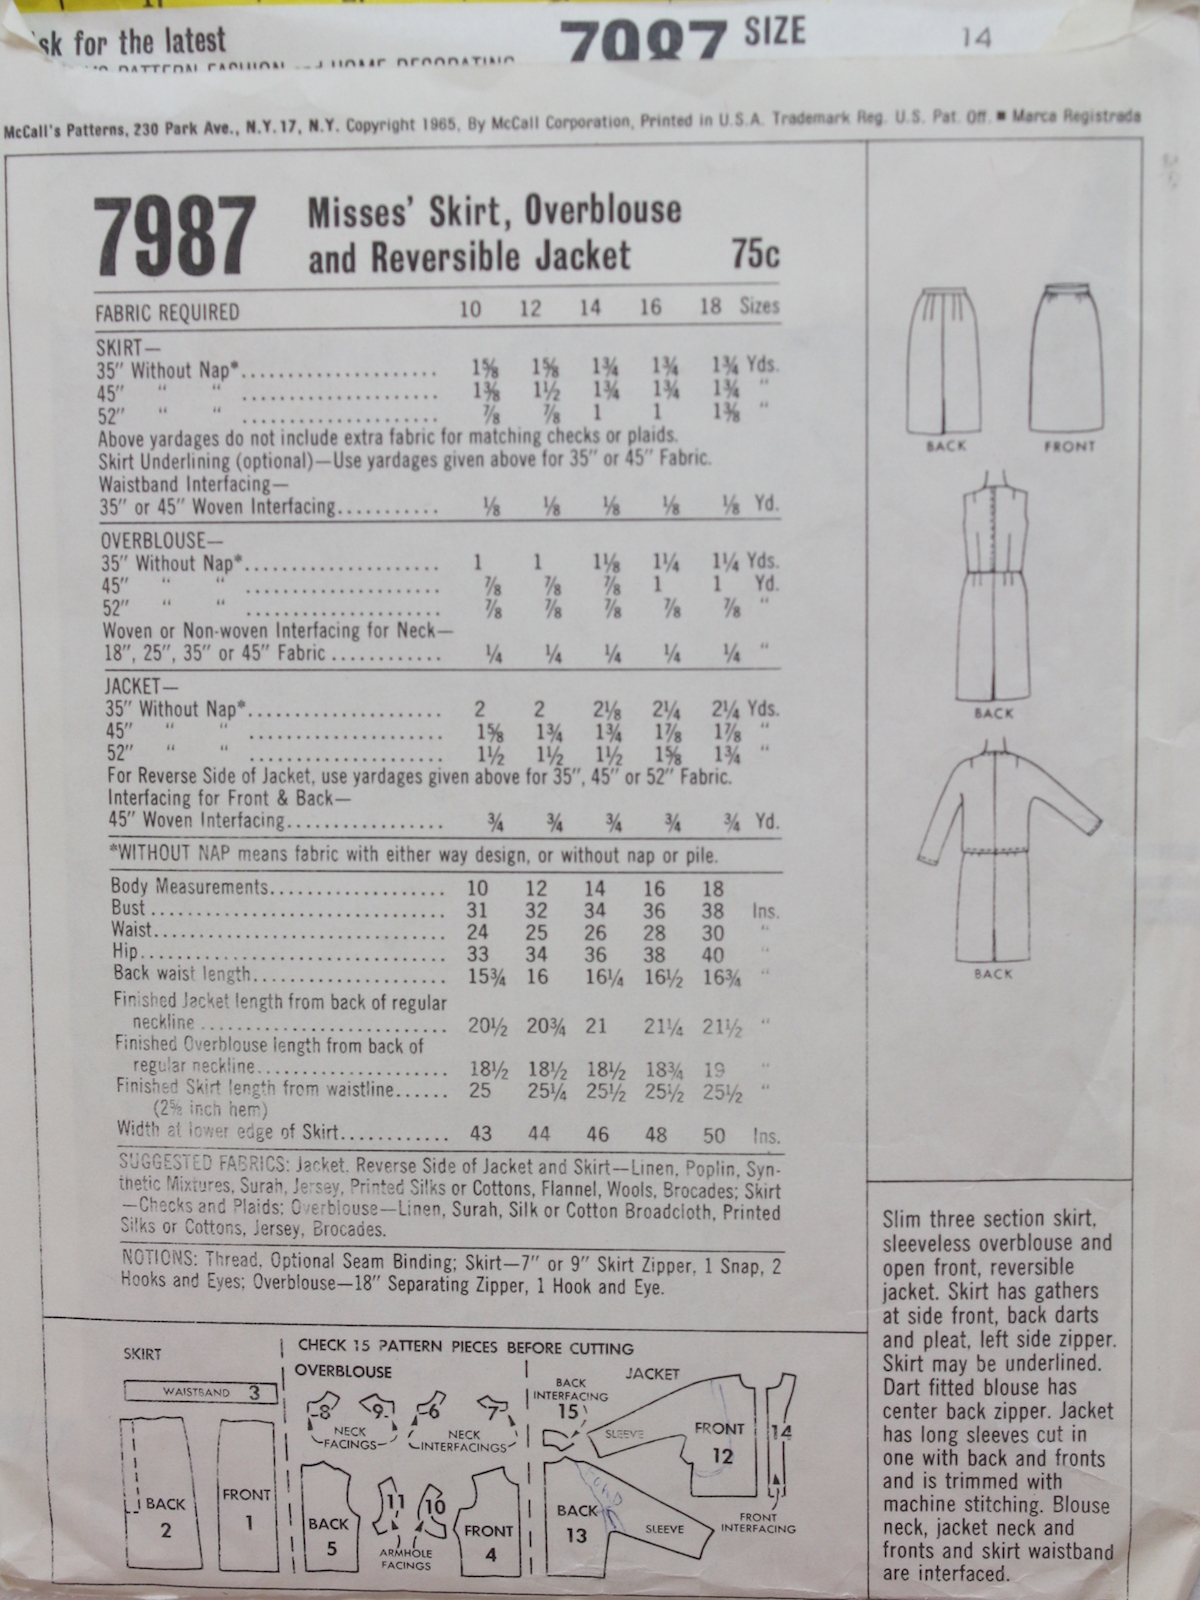 sk for the latest
PATTERN FASHION and HOME DECORATING
7987 SIZE 14
McCall's Patterns, 230 Park Ave., N.Y. 17, N.Y. Copyright 1965, By McCall Corporation, Printed in U.S.A. Trademark Reg. U.S. Pat. Off. ■ Marca Registrada
7987 Misses' Skirt, Overblouse
and Reversible Jacket 75c
FABRIC REQUIRED 10 12 14 16 18 Sizes
SKIRT—
35" Without Nap*.................... 1⅝ 1⅝ 1¾ 1¾ 1¾ Yds.
45" " " .................... 1⅜ 1½ 1¾ 1¾ 1¾ "
52" " " .................... ⅞ ⅞ 1 1 1⅜ "
Above yardages do not include extra fabric for matching checks or plaids.
Skirt Underlining (optional)—Use yardages given above for 35" or 45" Fabric.
Waistband Interfacing—
35" or 45" Woven Interfacing........... ⅛ ⅛ ⅛ ⅛ ⅛ Yd.
OVERBLOUSE—
35" Without Nap*.................... 1 1 1⅛ 1¼ 1¼ Yds.
45" " " .................... ⅞ ⅞ ⅞ 1 1 Yd.
52" " " .................... ⅞ ⅞ ⅞ ⅞ ⅞ "
Woven or Non-woven Interfacing for Neck—
18", 25", 35" or 45" Fabric ............ ¼ ¼ ¼ ¼ ¼ "
JACKET—
35" Without Nap*.................... 2 2 2⅛ 2¼ 2¼ Yds.
45" " " .................... 1⅝ 1¾ 1¾ 1⅞ 1⅞ "
52" " " .................... 1½ 1½ 1½ 1⅝ 1¾ "
For Reverse Side of Jacket, use yardages given above for 35", 45" or 52" Fabric.
Interfacing for Front & Back—
45" Woven Interfacing................ ¾ ¾ ¾ ¾ ¾ Yd.
*WITHOUT NAP means fabric with either way design, or without nap or pile.
Body Measurements.................. 10 12 14 16 18
Bust.............................. 31 32 34 36 38 Ins.
Waist............................. 24 25 26 28 30 "
Hip............................... 33 34 36 38 40 "
Back waist length.................. 15¾ 16 16¼ 16½ 16¾ "
Finished Jacket length from back of regular
neckline ........................ 20½ 20¾ 21 21¼ 21½ "
Finished Overblouse length from back of
regular neckline................... 18½ 18½ 18½ 18¾ 19 "
Finished Skirt length from waistline...... 25 25¼ 25½ 25½ 25½ "
(2⅝ inch hem)
Width at lower edge of Skirt............ 43 44 46 48 50 Ins.
SUGGESTED FABRICS: Jacket, Reverse Side of Jacket and Skirt—Linen, Poplin, Syn-
thetic Mixtures, Surah, Jersey, Printed Silks or Cottons, Flannel, Wools, Brocades; Skirt
—Checks and Plaids; Overblouse—Linen, Surah, Silk or Cotton Broadcloth, Printed
Silks or Cottons, Jersey, Brocades.
NOTIONS: Thread, Optional Seam Binding; Skirt—7" or 9" Skirt Zipper, 1 Snap, 2
Hooks and Eyes; Overblouse—18" Separating Zipper, 1 Hook and Eye.
BACK FRONT
BACK
BACK
Slim three section skirt,
sleeveless overblouse and
open front, reversible
jacket. Skirt has gathers
at side front, back darts
and pleat, left side zipper.
Skirt may be underlined.
Dart fitted blouse has
center back zipper. Jacket
has long sleeves cut in
one with back and fronts
and is trimmed with
machine stitching. Blouse
neck, jacket neck and
fronts and skirt waistband
are interfaced.
CHECK 15 PATTERN PIECES BEFORE CUTTING
SKIRT
WAISTBAND 3
BACK
2
FRONT
1
OVERBLOUSE
8 9 6 7
NECK
FACINGS
NECK
INTERFACINGS
BACK
5
11 10
ARMHOLE
FACINGS
FRONT
4
JACKET
BACK
INTERFACING
15
SLEEVE
FRONT
12
14
BACK
13
SLEEVE
FRONT
INTERFACING